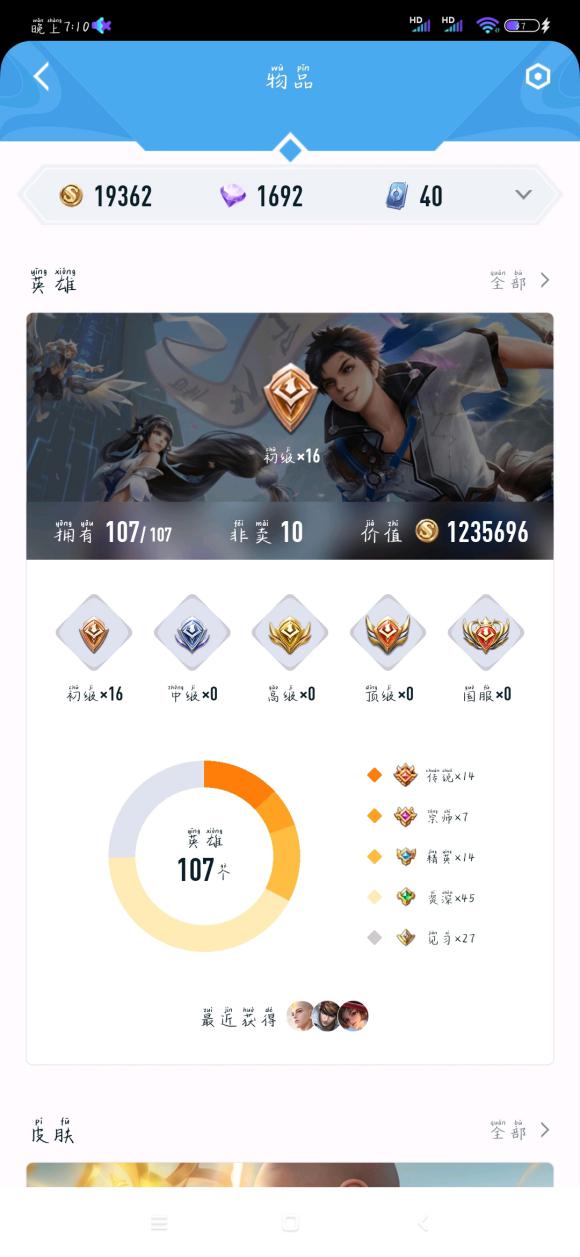 晚上7:10 HD HD 47
物品
19362 1692 40
英雄 全部
初级×16
拥有 107/107 非卖 10 价值 1235696
初级×16 中级×0 高级×0 顶级×0 国服×0
传说×14
宗师×7
英雄
精英×14
107个
资深×45
见习×27
最近获得
皮肤 全部